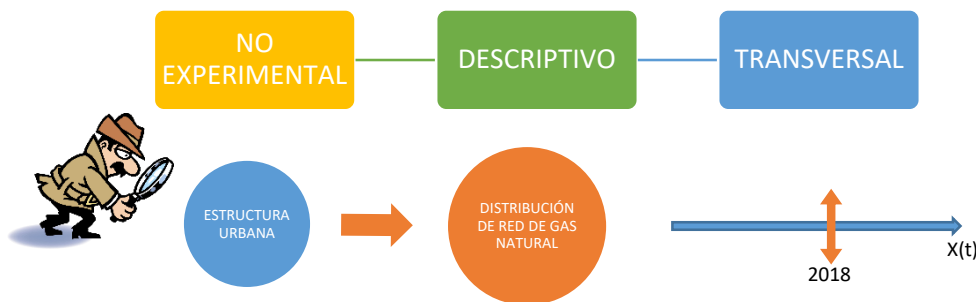 NO
EXPERIMENTAL
DESCRIPTIVO
TRANSVERSAL
ESTRUCTURA
URBANA
DISTRIBUCIÓN
DE RED DE GAS
NATURAL
X(t)
2018